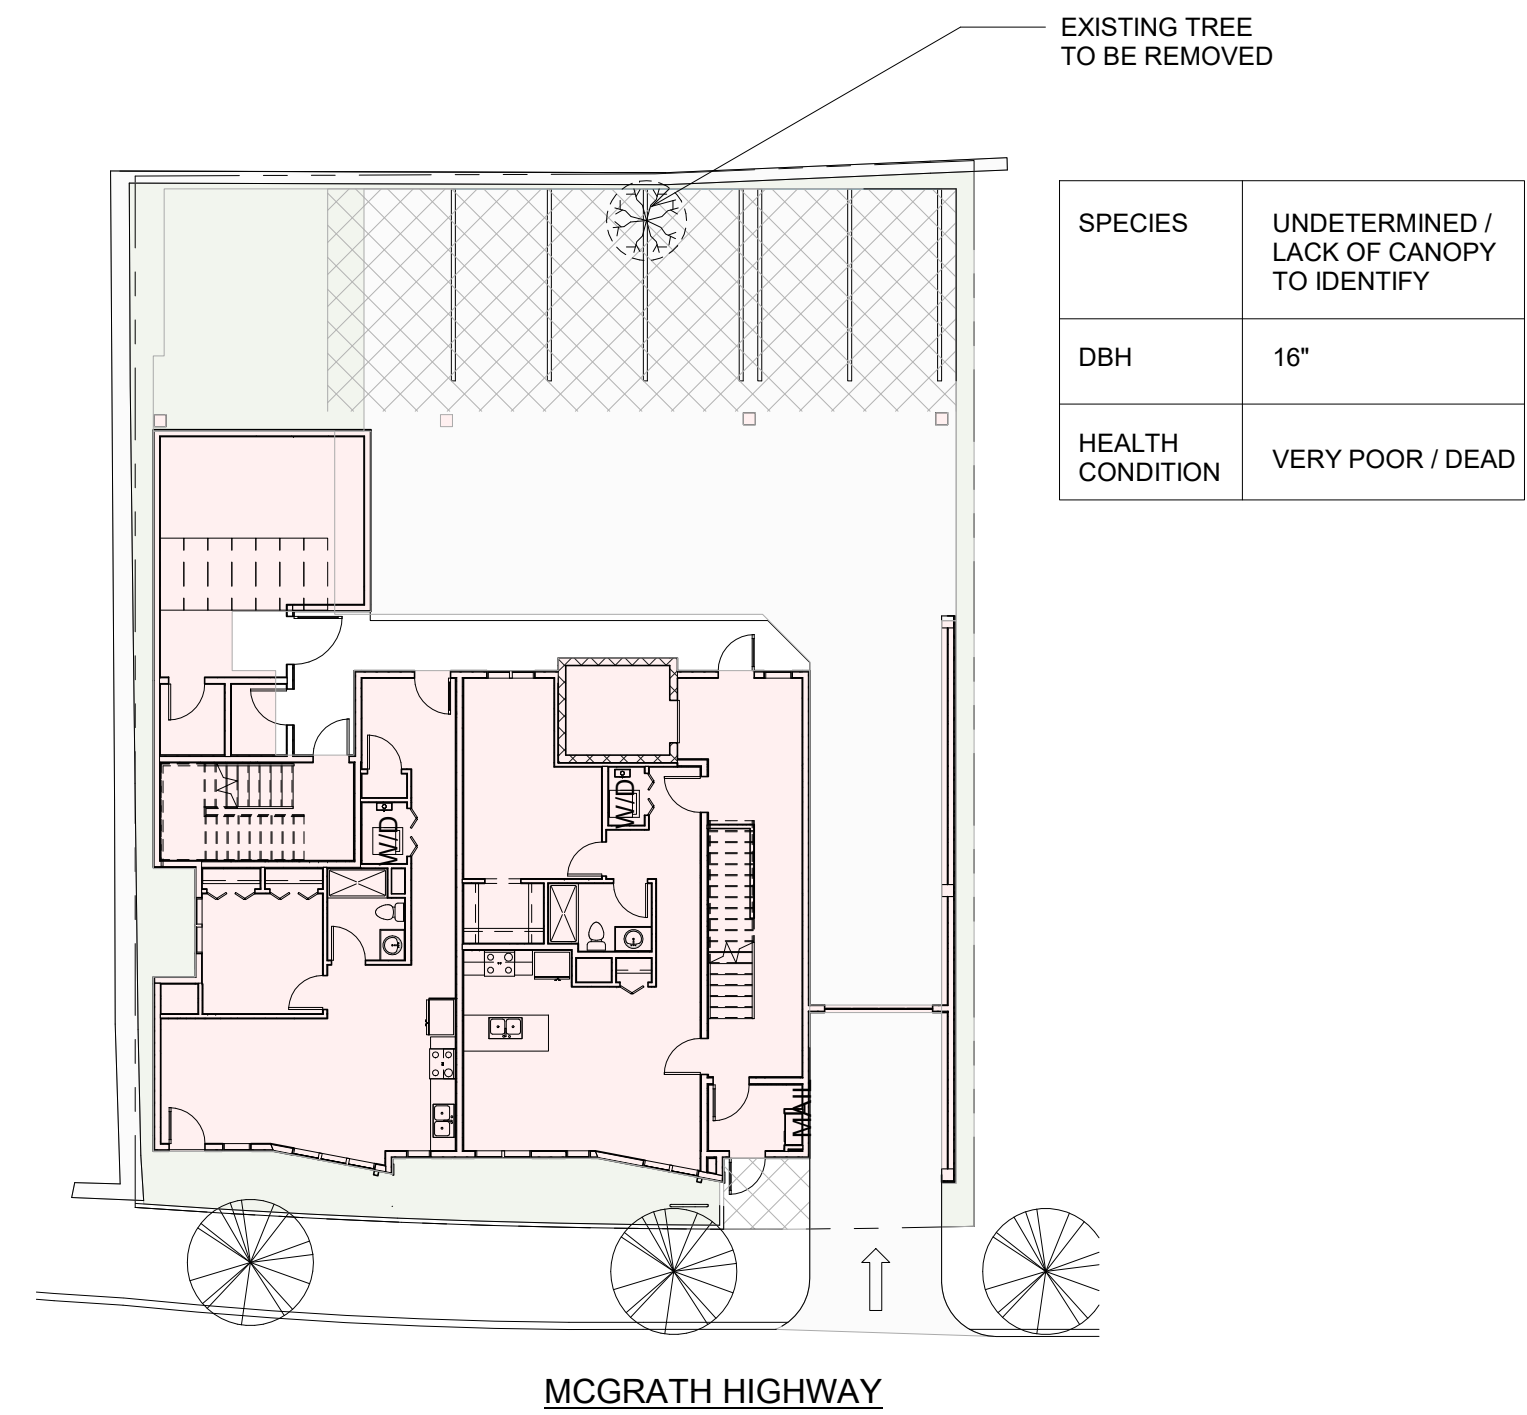 EXISTING TREE
TO BE REMOVED
SPECIES
UNDETERMINED /
LACK OF CANOPY
TO IDENTIFY
DBH
16"
HEALTH
CONDITION
VERY POOR / DEAD
W/D
W/D
MAIL
MCGRATH HIGHWAY